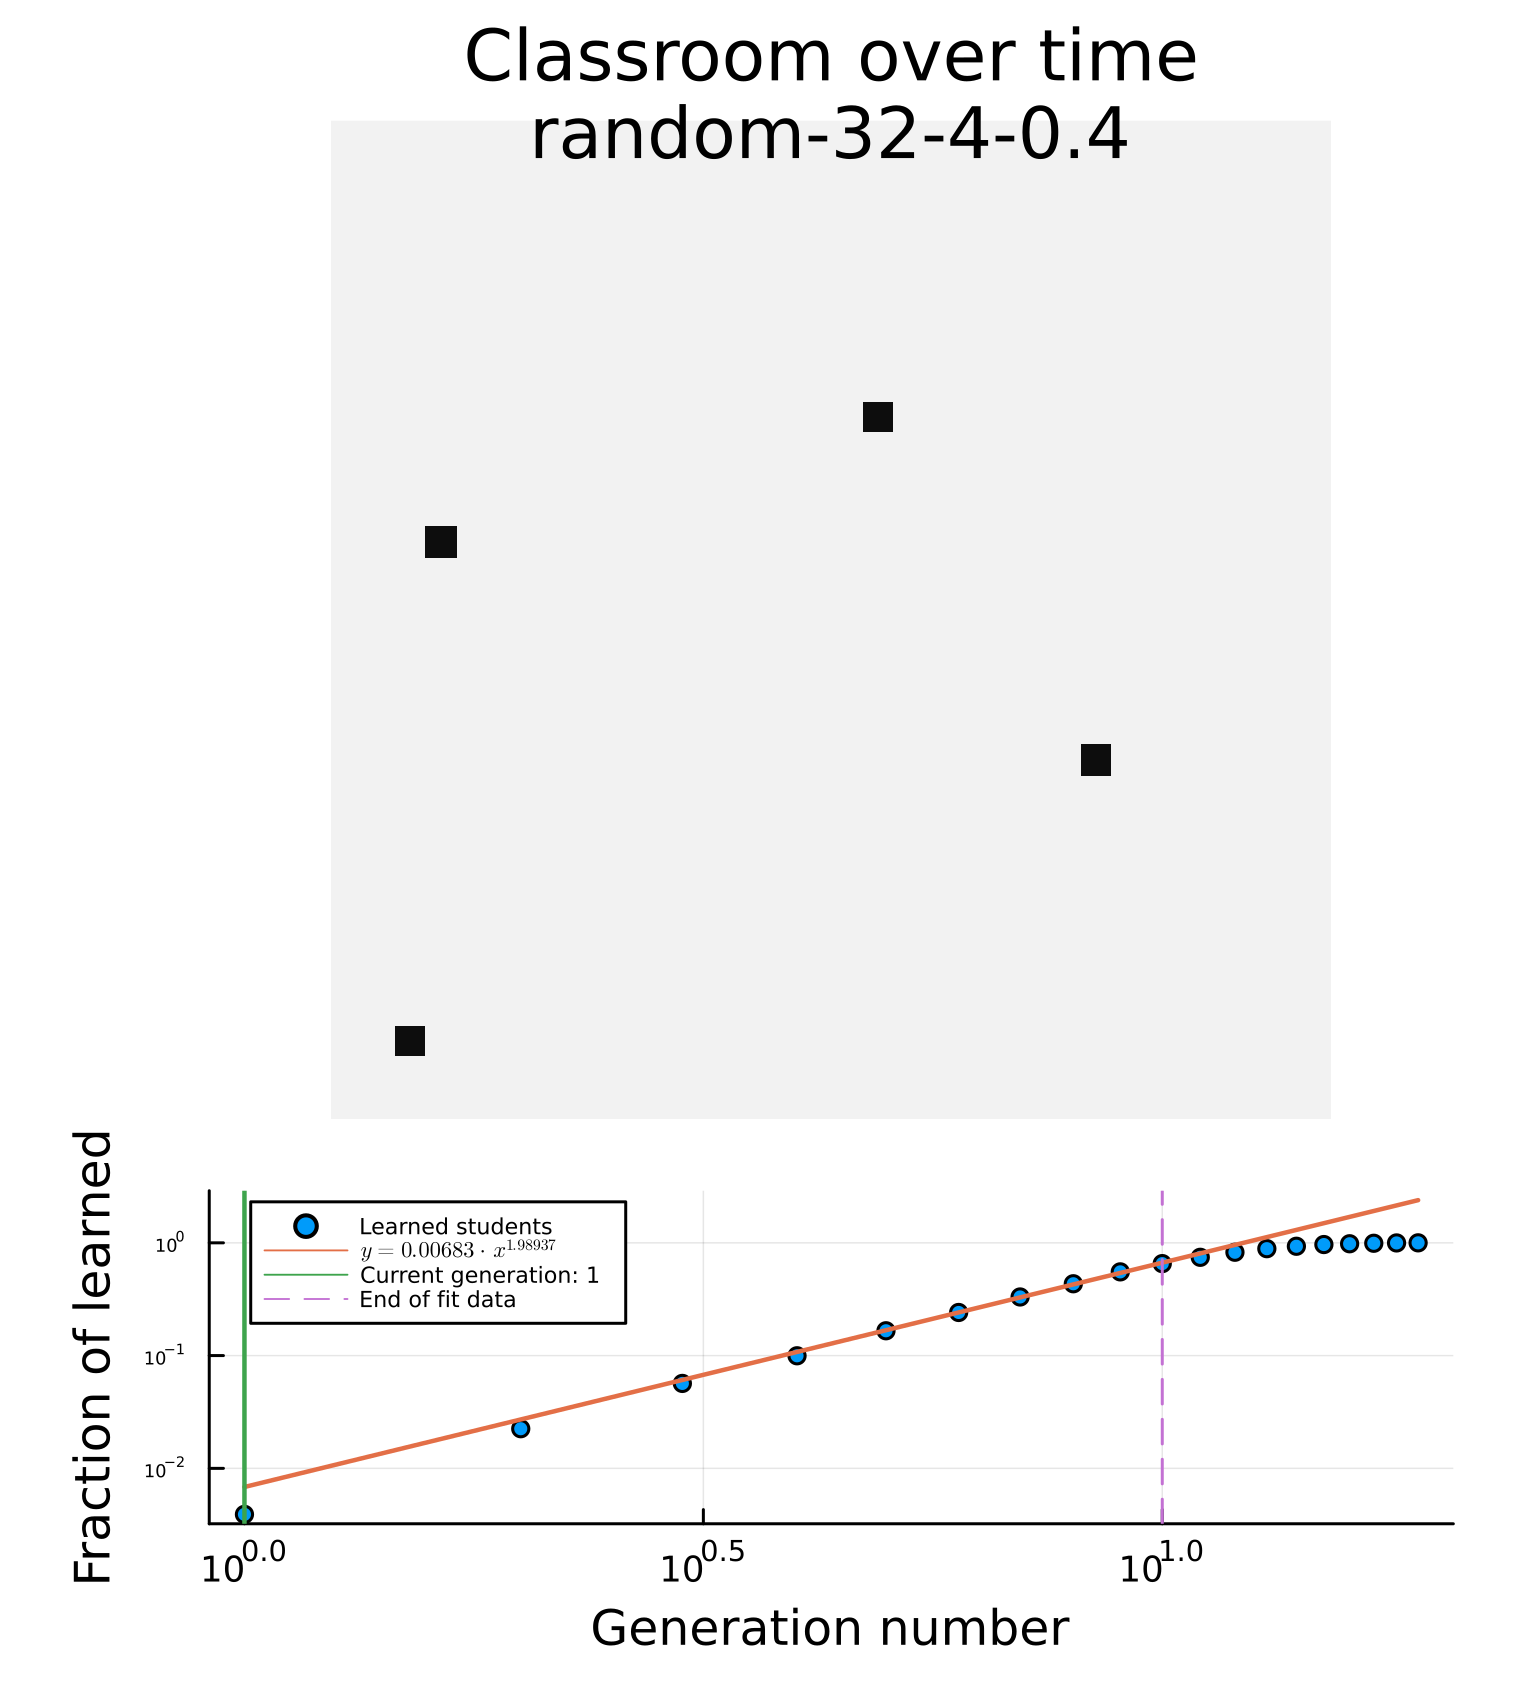 Classroom over time
random-32-4-0.4
Fraction of learned
10⁰
10⁻¹
10⁻²
Learned students
y = 0.00683 · x^1.98937
Current generation: 1
End of fit data
10^0.0
10^0.5
10^1.0
Generation number